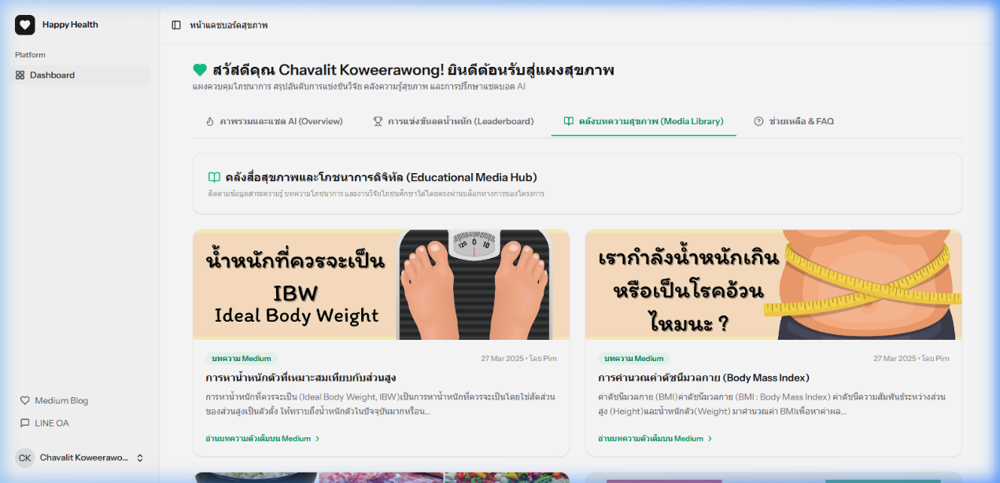 Happy Health
หน้าแดชบอร์ดสุขภาพ
Platform
Dashboard
สวัสดีคุณ Chavalit Koweerawong! ยินดีต้อนรับสู่แผงสุขภาพ
แผงควบคุมโภชนาการ สรุปอันดับการแข่งขันวิจัย คลังความรู้สุขภาพ และการปรึกษาแชตบอต AI
ภาพรวมและแชต AI (Overview)
การแข่งขันลดน้ำหนัก (Leaderboard)
คลังบทความสุขภาพ (Media Library)
ช่วยเหลือ & FAQ
คลังสื่อสุขภาพและโภชนาการดิจิทัล (Educational Media Hub)
ติดตามข้อมูลสาระความรู้ บทความโภชนาการ และงานวิจัยโภชนศึกษาได้โดยตรงผ่านบล็อกทางการของโครงการ
น้ำหนักที่ควรจะเป็น
IBW
Ideal Body Weight
120 0 10
บทความ Medium
27 Mar 2025 • โดย Pim
การหาน้ำหนักตัวที่เหมาะสมเทียบกับส่วนสูง
การหาน้ำหนักที่ควรจะเป็น (Ideal Body Weight, IBW)เป็นการหาน้ำหนักที่ควรจะเป็นโดยใช้สัดส่วน
ของส่วนสูงเป็นตัวตั้ง ให้ทราบถึงน้ำหนักตัวในปัจจุบันมากหรือน...
อ่านบทความตัวเต็มบน Medium
เรากำลังน้ำหนักเกิน
หรือเป็นโรคอ้วน
ไหมนะ ?
บทความ Medium
27 Mar 2025 • โดย Pim
การคำนวณค่าดัชนีมวลกาย (Body Mass Index)
ค่าดัชนีมวลกาย (BMI)ค่าดัชนีมวลกาย (BMI : Body Mass Index) ค่าดัชนีความสัมพันธ์ระหว่างส่วน
สูง (Height)และน้ำหนักตัว(Weight) มาคำนวณค่า BMIเพื่อหาค่าผล...
อ่านบทความตัวเต็มบน Medium
Medium Blog
LINE OA
CK
Chavalit Koweerawo...